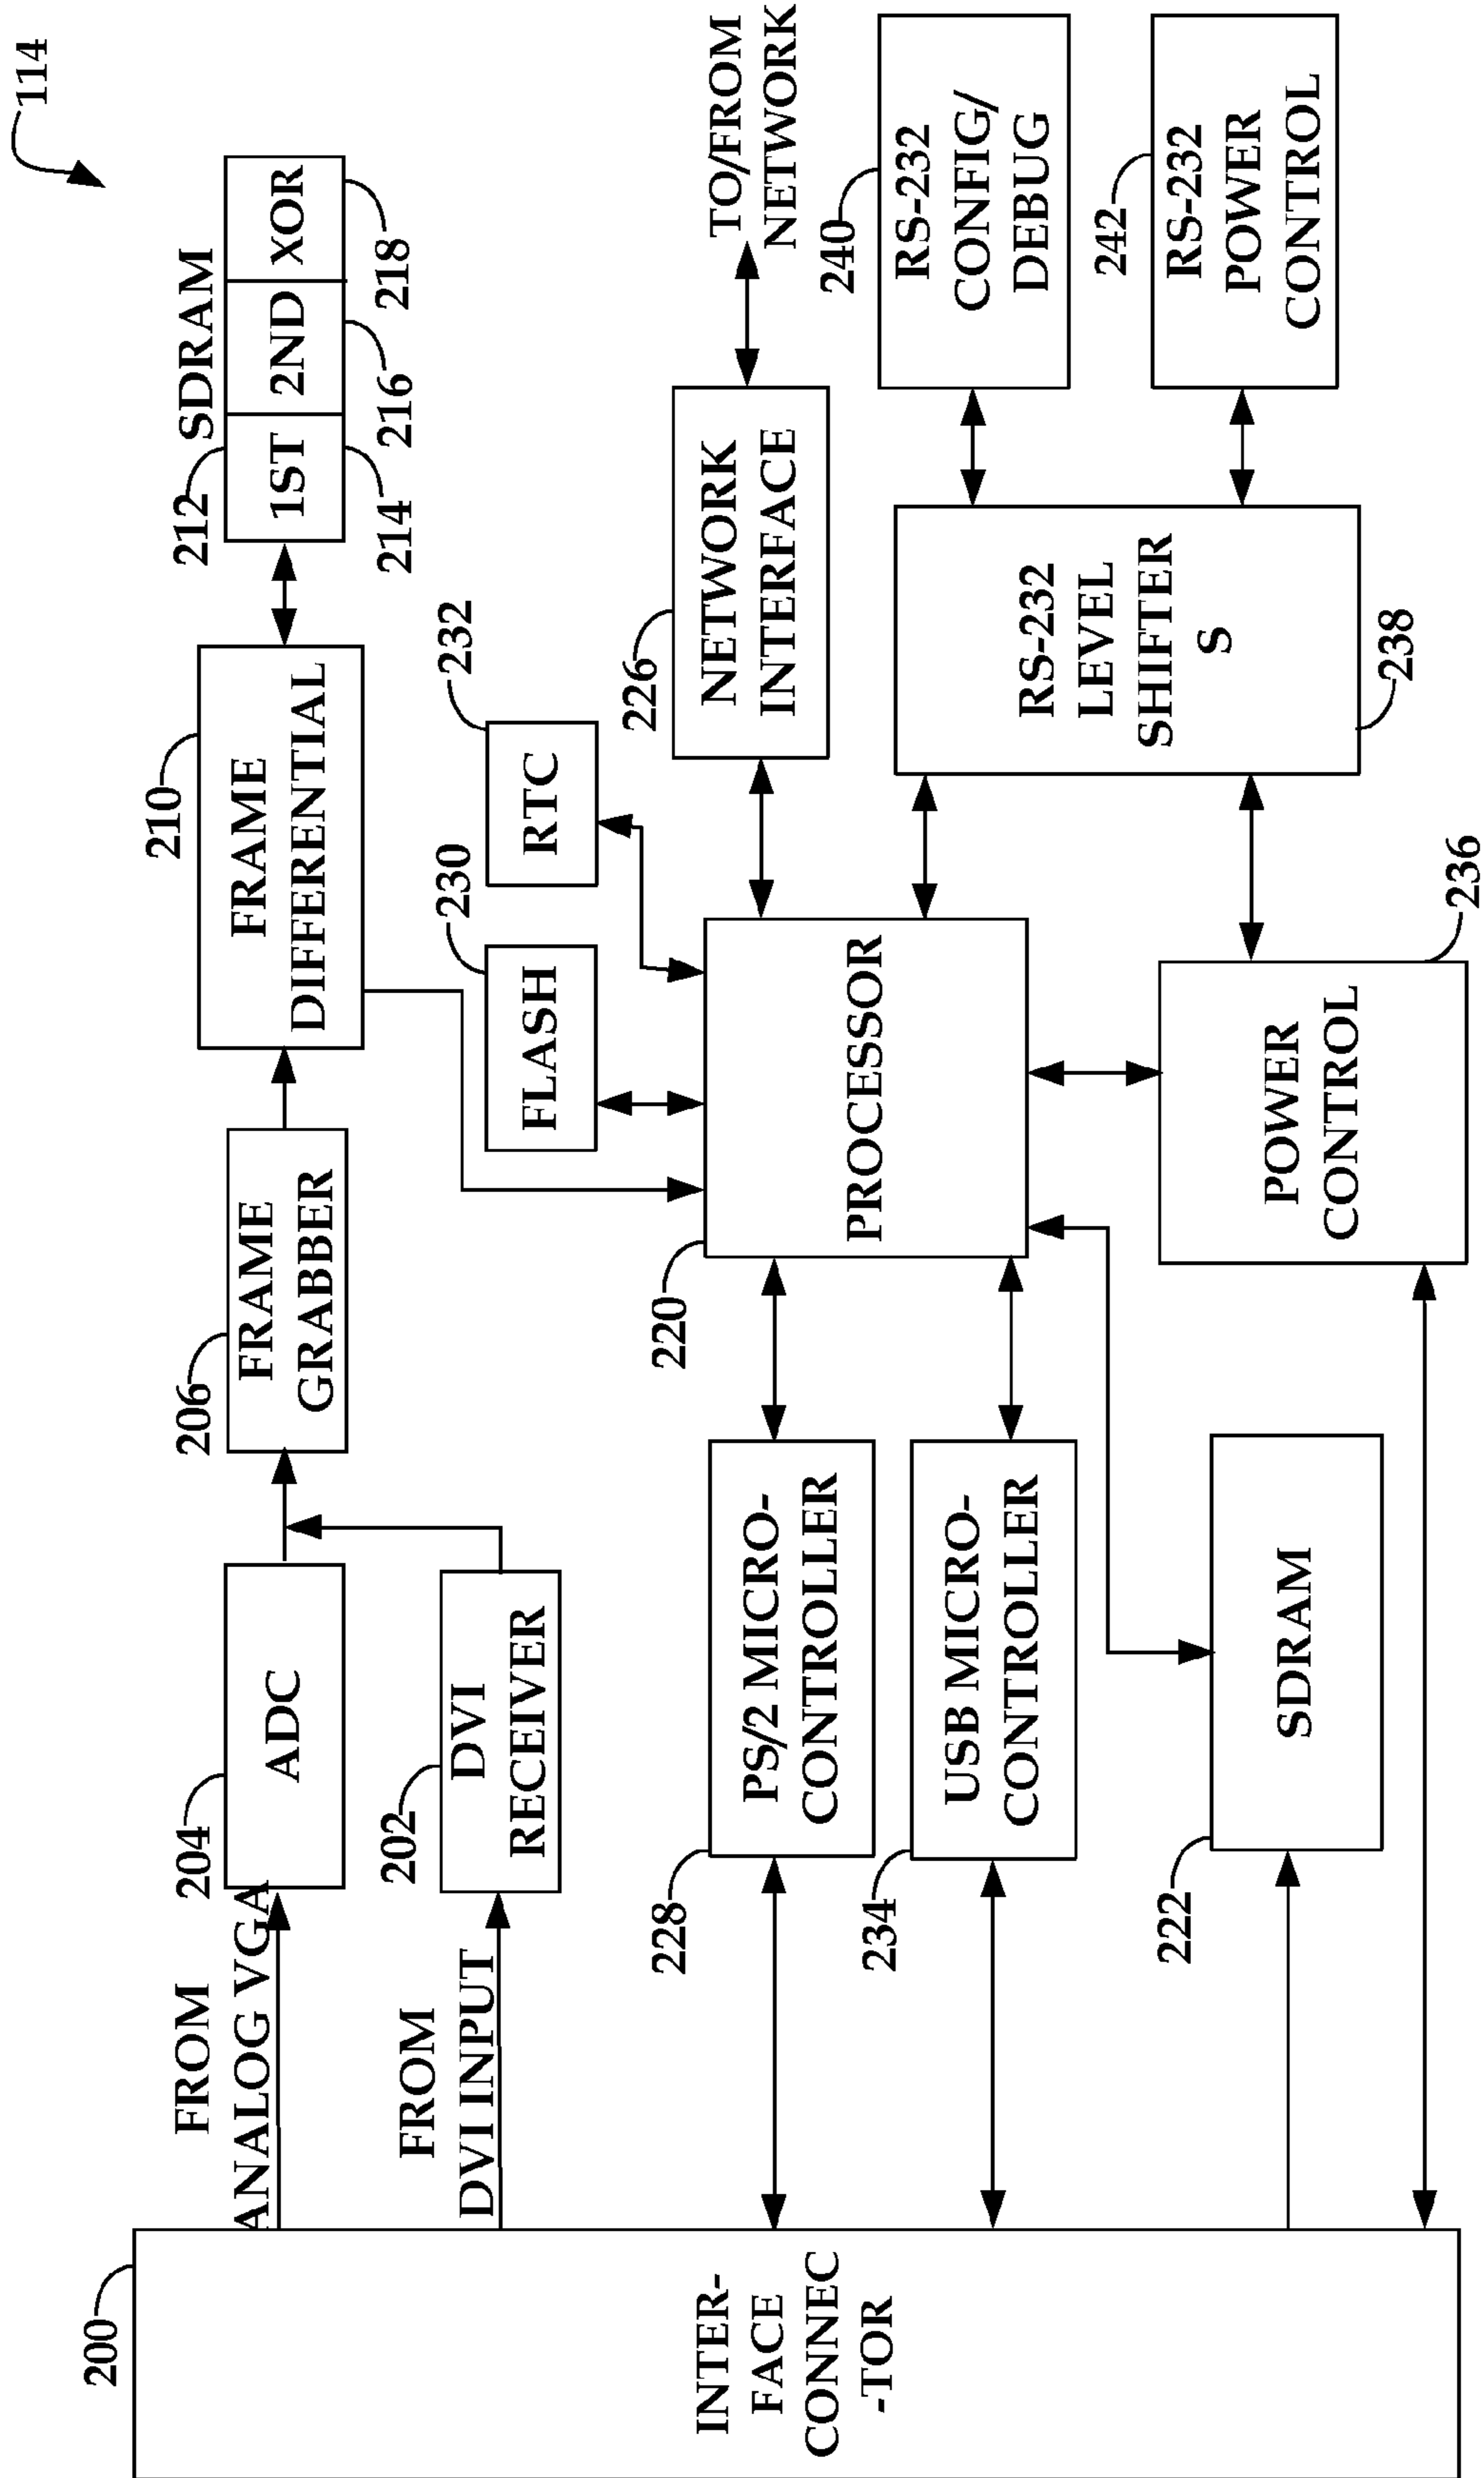 114
SDRAM
212
1ST
2ND
XOR
214
216
218
210
FRAME
DIFFERENTIAL
206
FRAME
GRABBER
204
ADC
FROM
ANALOG VGA
202
DVI
RECEIVER
FROM
DVI INPUT
200
INTER-
FACE
CONNEC
-TOR
232
RTC
230
FLASH
226
NETWORK
INTERFACE
TO/FROM
NETWORK
220
PROCESSOR
228
PS/2 MICRO-
CONTROLLER
234
USB MICRO-
CONTROLLER
222
SDRAM
236
POWER
CONTROL
238
RS-232
LEVEL
SHIFTER
S
240
RS-232
CONFIG/
DEBUG
242
RS-232
POWER
CONTROL